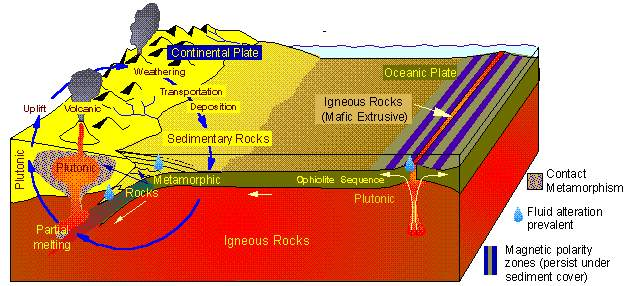 Continental Plate
Weathering
Oceanic Plate
Transportation
Uplift
Volcanic
Deposition
Igneous Rocks
(Mafic Extrusive)
Sedimentary Rocks
Plutonic
Plutonic
Metamorphic
Rocks
Ophiolite Sequence
Plutonic
Partial
melting
Igneous Rocks
Contact
Metamorphism
Fluid alteration
prevalent
Magnetic polarity
zones (persist under
sediment cover)